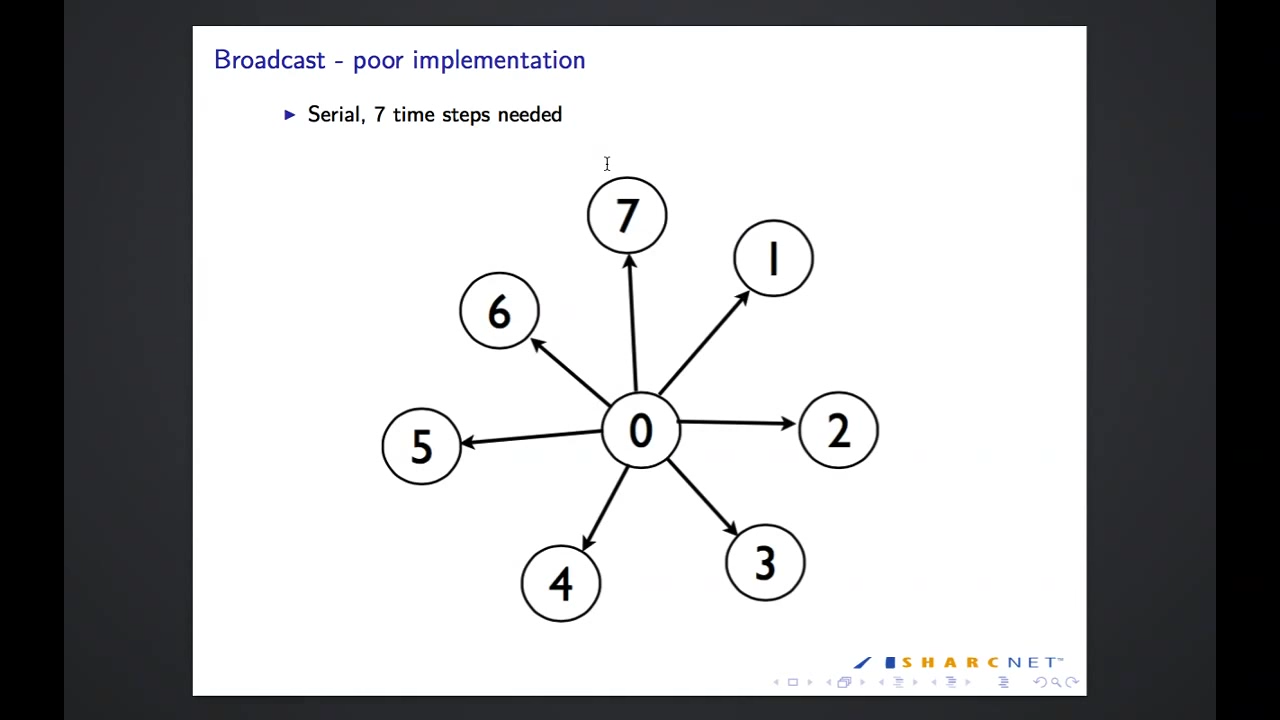 Broadcast - poor implementation
Serial, 7 time steps needed
7
1
6
0
2
5
3
4
SHARCNET™